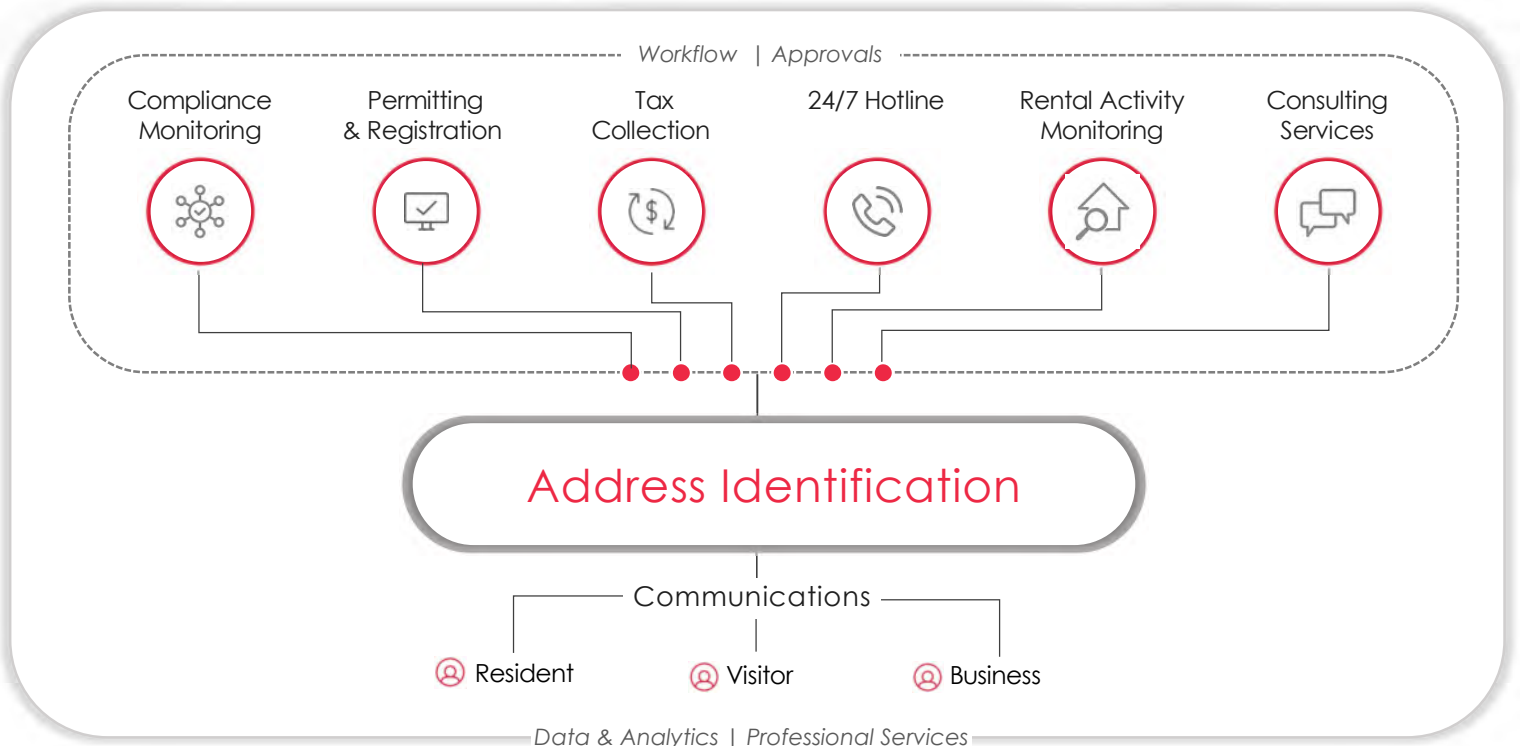 Workflow | Approvals
Compliance
Monitoring
Permitting
& Registration
Tax
Collection
24/7 Hotline
Rental Activity
Monitoring
Consulting
Services
$
Address Identification
Communications
Resident
Visitor
Business
Data & Analytics | Professional Services